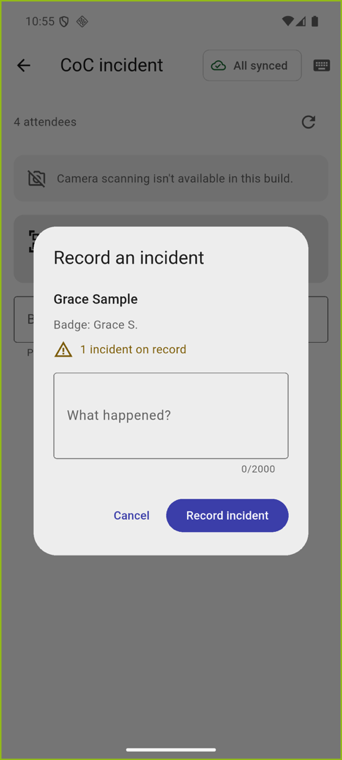 10:55
CoC incident
All synced
4 attendees
Camera scanning isn't available in this build.
Record an incident
Grace Sample
Badge: Grace S.
1 incident on record
What happened?
0/2000
Cancel
Record incident